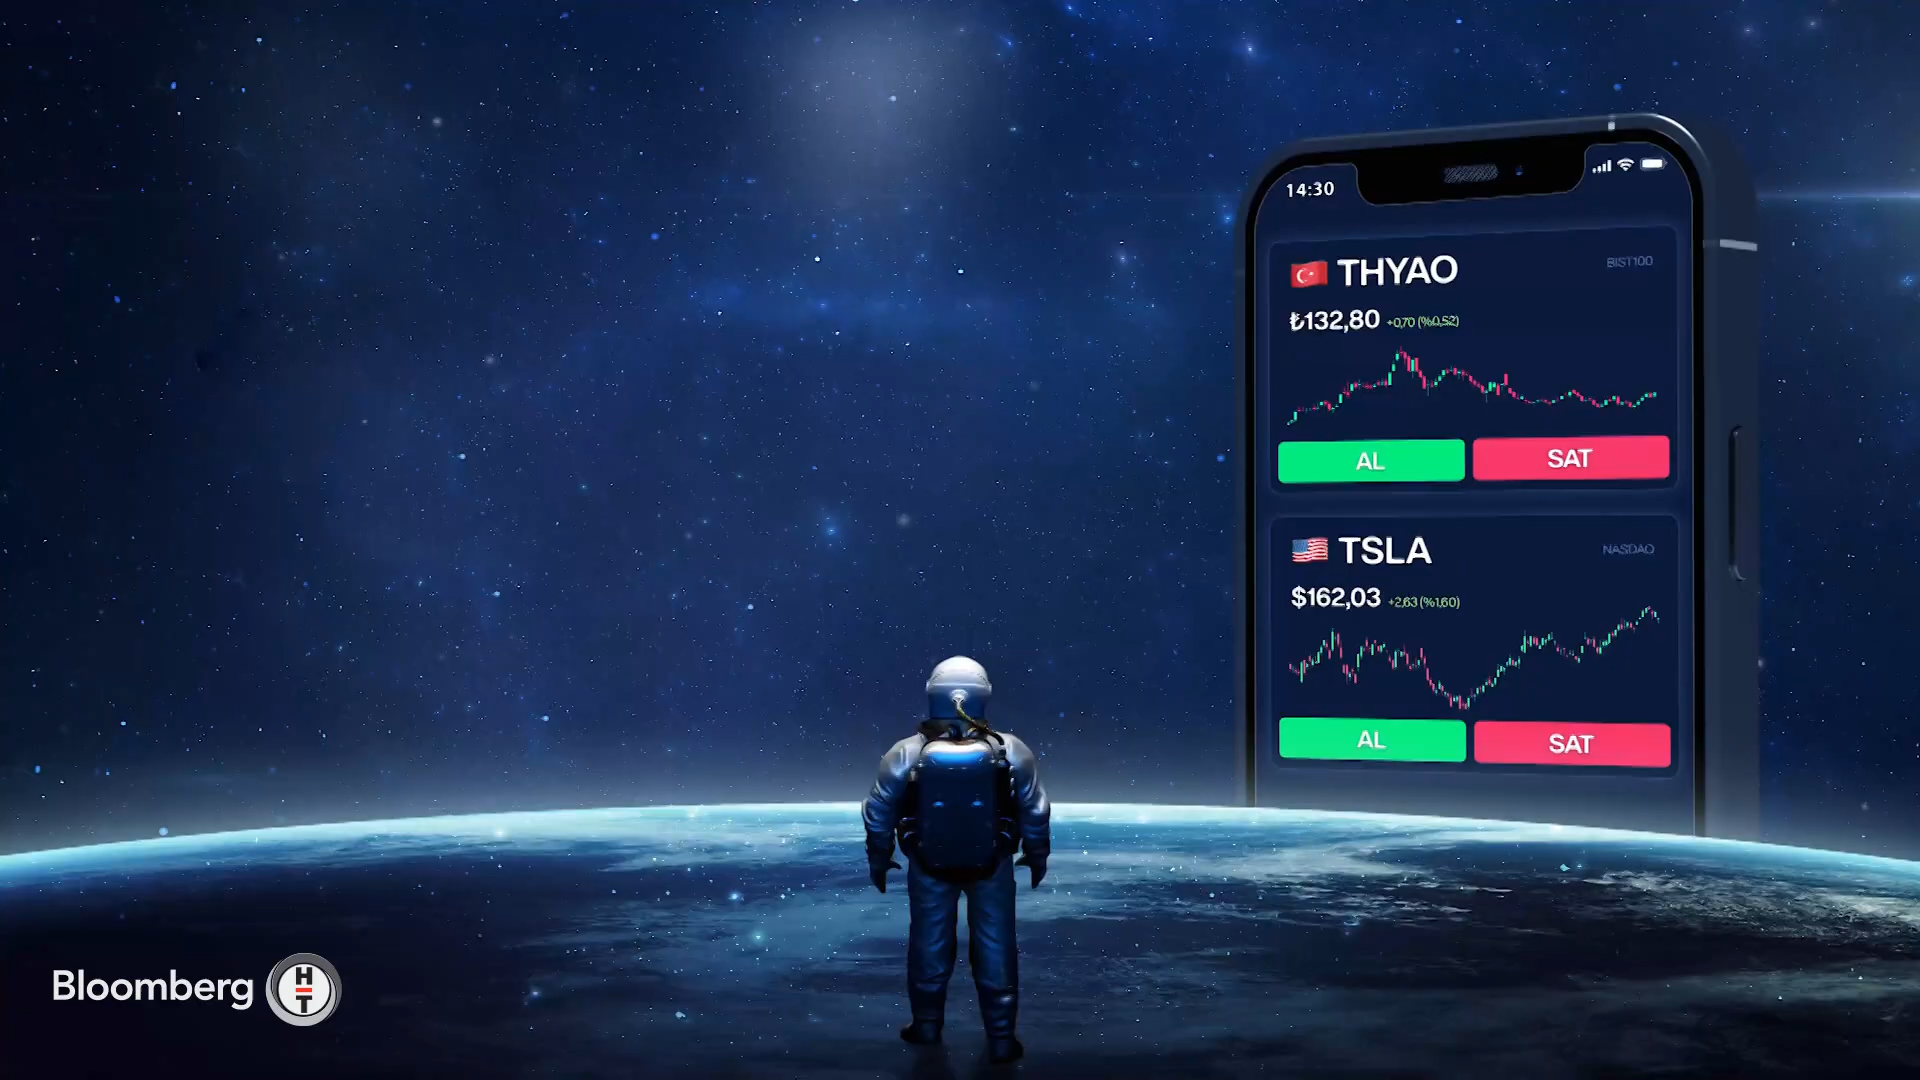 14:30
THYAO
BIST100
₺132,80 +0,70 (%0,52)
AL
SAT
TSLA
NASDAQ
$162,03 +2,63 (%1,60)
AL
SAT
Bloomberg HT